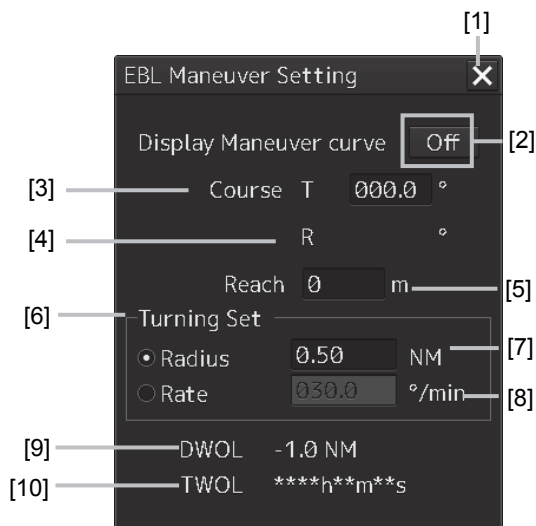 [1]
EBL Maneuver Setting
Display Maneuver curve Off [2]
[3] Course T 000.0 °
[4] R °
Reach 0 m [5]
[6] Turning Set
Radius 0.50 NM [7]
Rate 030.0 °/min [8]
[9] DWOL -1.0 NM
[10] TWOL ****h**m**s